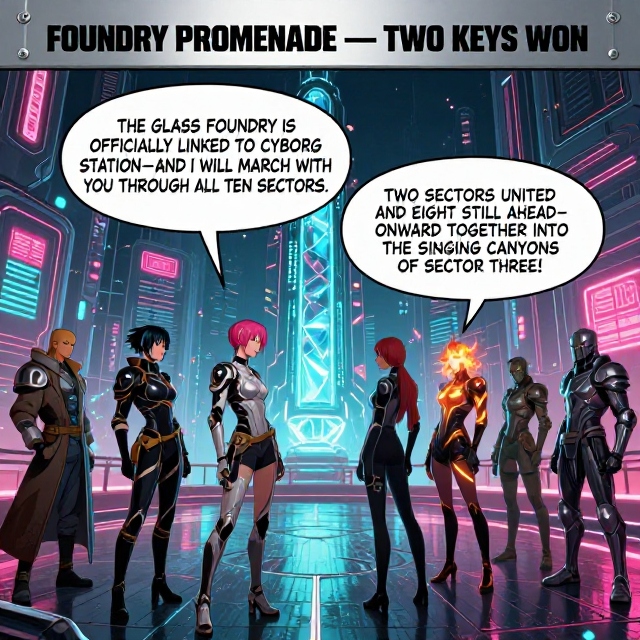 FOUNDRY PROMENADE — TWO KEYS WON
THE GLASS FOUNDRY IS
OFFICIALLY LINKED TO CYBORG
STATION—AND I WILL MARCH WITH
YOU THROUGH ALL TEN SECTORS.
TWO SECTORS UNITED
AND EIGHT STILL AHEAD—
ONWARD TOGETHER INTO
THE SINGING CANYONS
OF SECTOR THREE!